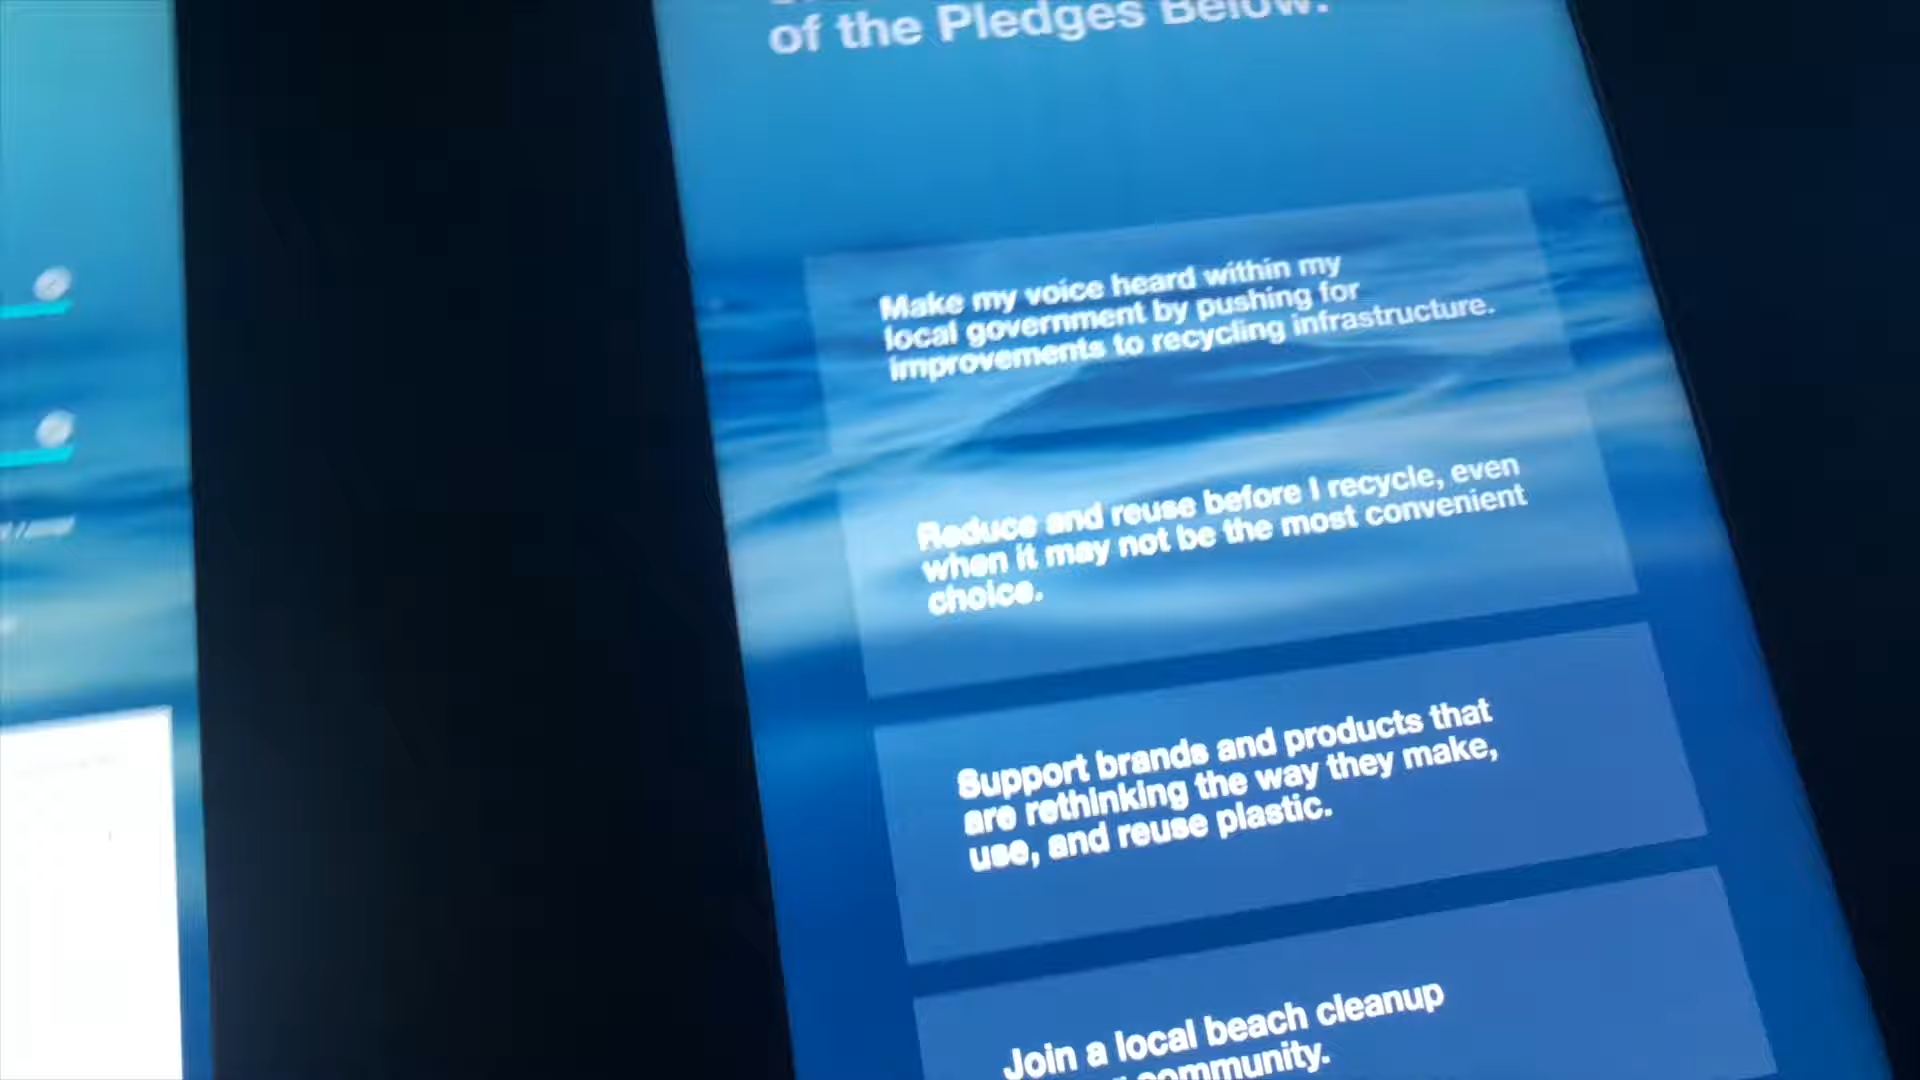 of the Pledges Below:
Make my voice heard within my
local government by pushing for
improvements to recycling infrastructure.
Reduce and reuse before I recycle, even
when it may not be the most convenient
choice.
Support brands and products that
are rethinking the way they make,
use, and reuse plastic.
Join a local beach cleanup
community.